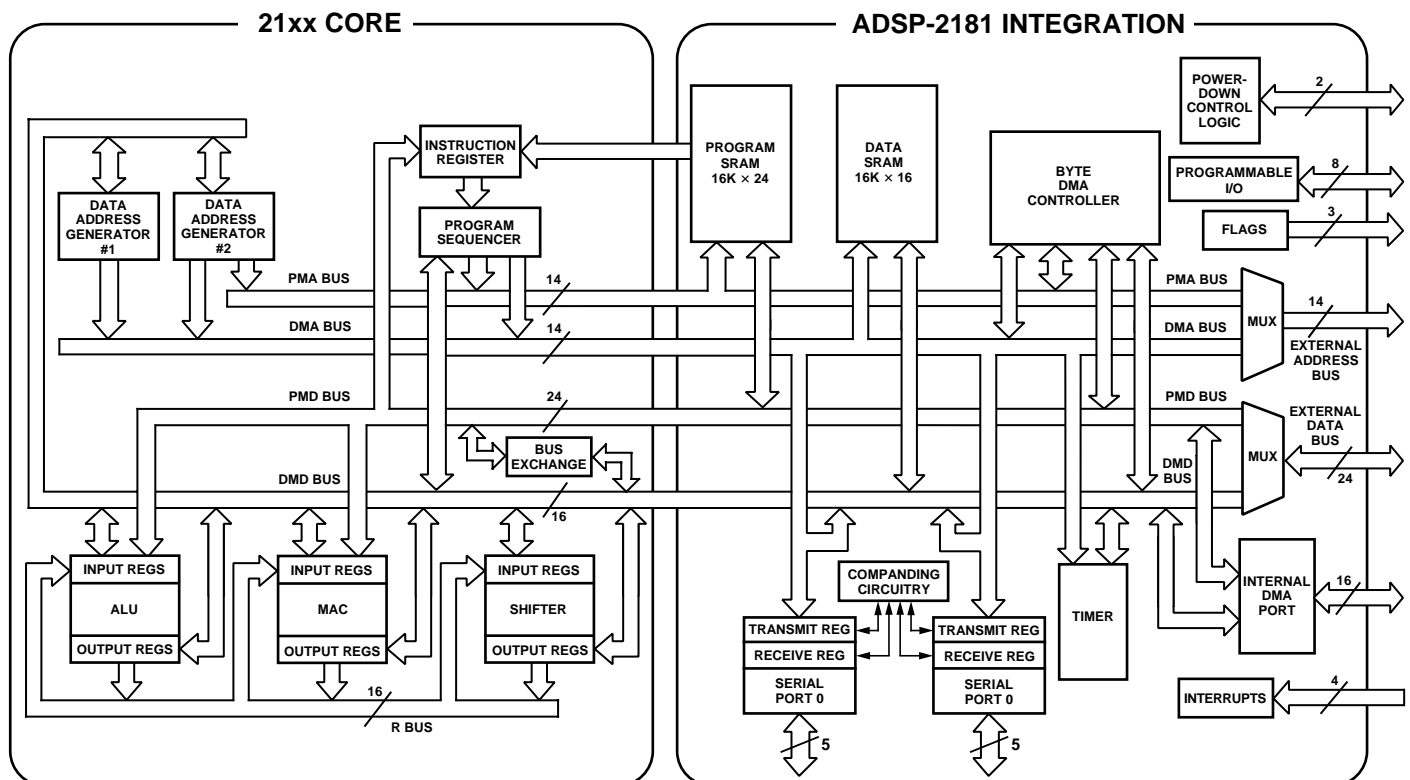 21xx CORE
ADSP-2181 INTEGRATION
INSTRUCTION
REGISTER
PROGRAM
SRAM
16K × 24
DATA
SRAM
16K × 16
BYTE
DMA
CONTROLLER
POWER-
DOWN
CONTROL
LOGIC
2
PROGRAMMABLE
I/O
8
FLAGS
3
DATA
ADDRESS
GENERATOR
#1
DATA
ADDRESS
GENERATOR
#2
PROGRAM
SEQUENCER
PMA BUS
14
PMA BUS
DMA BUS
14
DMA BUS
MUX
14
EXTERNAL
ADDRESS
BUS
PMD BUS
24
PMD BUS
EXTERNAL
DATA
BUS
BUS
EXCHANGE
DMD BUS
16
DMD
BUS
MUX
24
INPUT REGS
ALU
OUTPUT REGS
INPUT REGS
MAC
OUTPUT REGS
INPUT REGS
SHIFTER
OUTPUT REGS
16
R BUS
COMPANDING
CIRCUITRY
TRANSMIT REG
RECEIVE REG
SERIAL
PORT 0
5
TRANSMIT REG
RECEIVE REG
SERIAL
PORT 0
5
TIMER
INTERNAL
DMA
PORT
16
INTERRUPTS
4